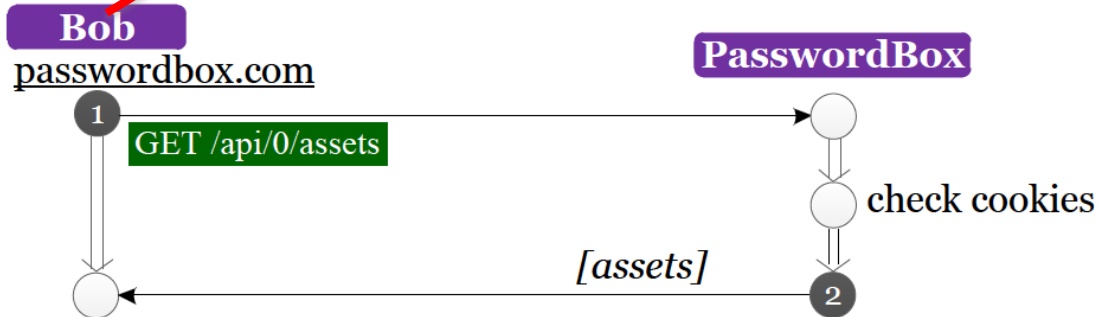 Bob
PasswordBox
passwordbox.com
1
GET /api/0/assets
check cookies
[assets]
2